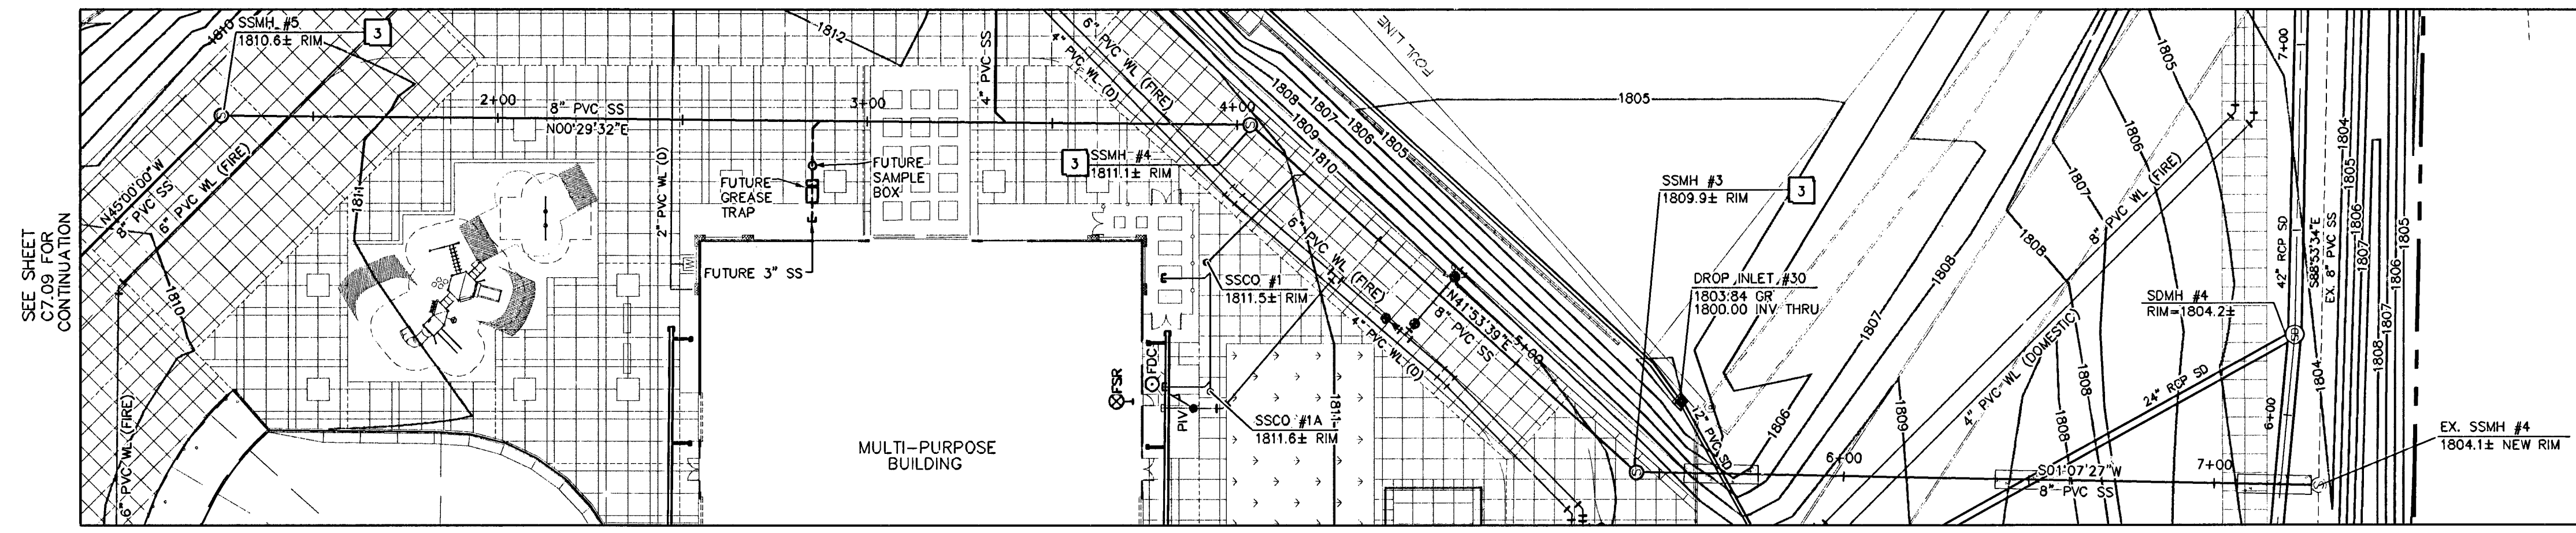 SEE SHEET
C7.09 FOR
CONTINUATION
1810
SSMH #5
1810.6± RIM
3
N45°00'00"W
8" PVC SS
6" PVC WL (FIRE)
1810
6" PVC WL (FIRE)
1811
2+00
8" PVC SS
N00°29'32"E
2" PVC WL (D)
1812
3+00
FUTURE
SAMPLE
BOX
FUTURE
GREASE
TRAP
FUTURE 3" SS
4" PVC SS
6" PVC WL (FIRE)
4" PVC WL (D)
4+00
3
SSMH #4
1811.1± RIM
MULTI-PURPOSE
BUILDING
SSCO #1
1811.5± RIM
FSR
FDC
PIV
SSCO #1A
1811.6± RIM
1811
6" PVC WL (FIRE)
4" PVC WL (D)
N41°53'39"E
8" PVC SS
5+00
1808
1807
1806
1805
1809
1810
FOUL LINE
1805
SSMH #3
1809.9± RIM
3
DROP INLET #30
1803.84 GR
1800.00 INV THRU
12" PVC SD
1806
1807
1808
1809
6+00
1805
1806
1807
1808
8" PVC WL (FIRE)
4" PVC WL (DOMESTIC)
1808
1808
24" RCP SD
S01°07'27"W
8" PVC SS
7+00
7+00
42" RCP SD
6+00
SDMH #4
RIM=1804.2±
S88°53'34"E
EX. 8" PVC SS
1804
1804
1805
1806
1807
1808
1807
1806
1805
EX. SSMH #4
1804.1± NEW RIM